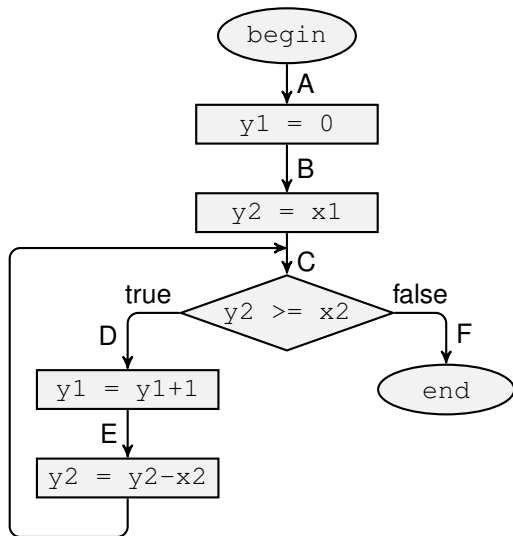 begin
A
y1 = 0
B
y2 = x1
C
true
false
y2 >= x2
D
F
y1 = y1+1
end
E
y2 = y2-x2